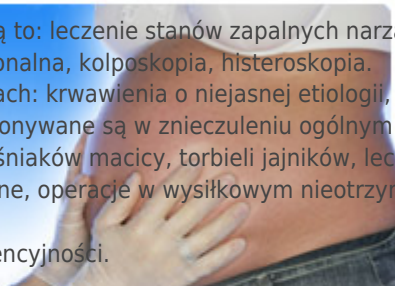 ą to: leczenie stanów zapalnych narzą
onalna, kolposkopia, histeroskopia.
ach: krwawienia o niejasnej etiologii,
onywane są w znieczuleniu ogólnym
śniaków macicy, torbieli jajników, lec
ne, operacje w wysiłkowym nieotrzyn
encyjności.